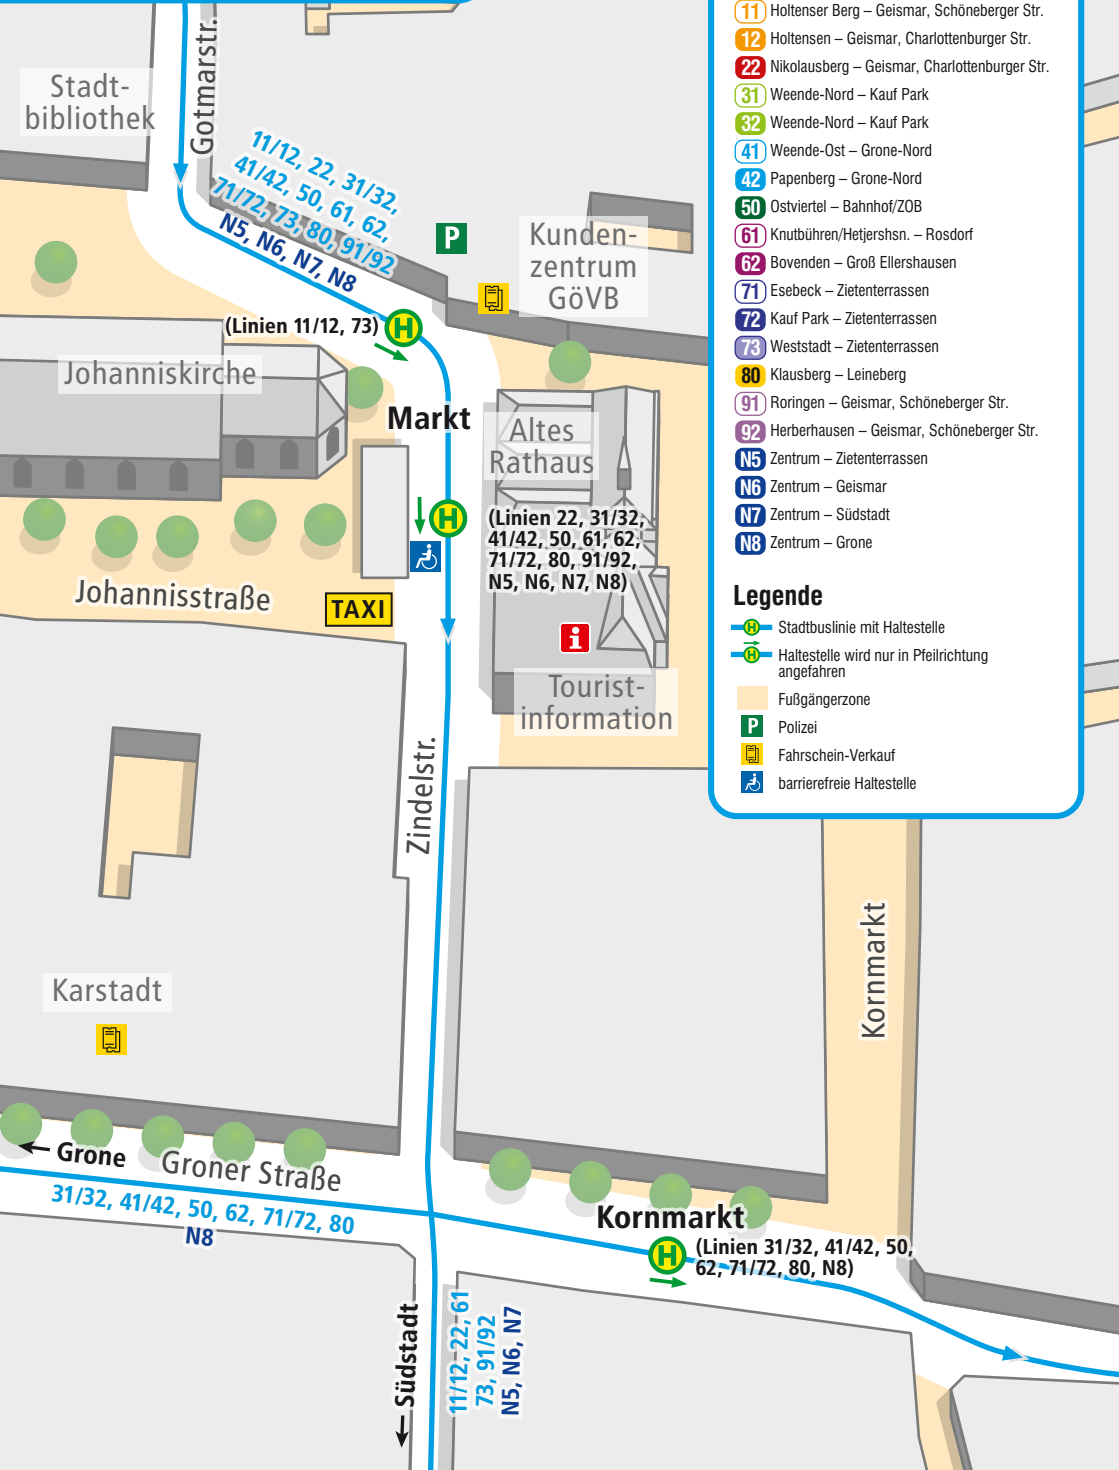 Gotmarstr.
Stadt-
bibliothek
11/12, 22, 31/32,
41/42, 50, 61, 62,
71/72, 73, 80, 91/92
N5, N6, N7, N8
P
Kunden-
zentrum
GöVB
(Linien 11/12, 73)
H
Johanniskirche
Markt
Altes
Rathaus
H
(Linien 22, 31/32,
41/42, 50, 61, 62,
71/72, 80, 91/92,
N5, N6, N7, N8)
Johannisstraße
TAXI
i
Tourist-
information
Zindelstr.
Karstadt
Kornmarkt
Grone
Groner Straße
31/32, 41/42, 50, 62, 71/72, 80
N8
Kornmarkt
H
(Linien 31/32, 41/42, 50,
62, 71/72, 80, N8)
Südstadt
11/12, 22, 61
73, 91/92
N5, N6, N7
11 Holtenser Berg – Geismar, Schöneberger Str.
12 Holtensen – Geismar, Charlottenburger Str.
22 Nikolausberg – Geismar, Charlottenburger Str.
31 Weende-Nord – Kauf Park
32 Weende-Nord – Kauf Park
41 Weende-Ost – Grone-Nord
42 Papenberg – Grone-Nord
50 Ostviertel – Bahnhof/ZOB
61 Knutbühren/Hetjershsn. – Rosdorf
62 Bovenden – Groß Ellershausen
71 Esebeck – Zietenterrassen
72 Kauf Park – Zietenterrassen
73 Weststadt – Zietenterrassen
80 Klausberg – Leineberg
91 Roringen – Geismar, Schöneberger Str.
92 Herberhausen – Geismar, Schöneberger Str.
N5 Zentrum – Zietenterrassen
N6 Zentrum – Geismar
N7 Zentrum – Südstadt
N8 Zentrum – Grone
Legende
H Stadtbuslinie mit Haltestelle
H Haltestelle wird nur in Pfeilrichtung
angefahren
Fußgängerzone
P Polizei
Fahrschein-Verkauf
barrierefreie Haltestelle